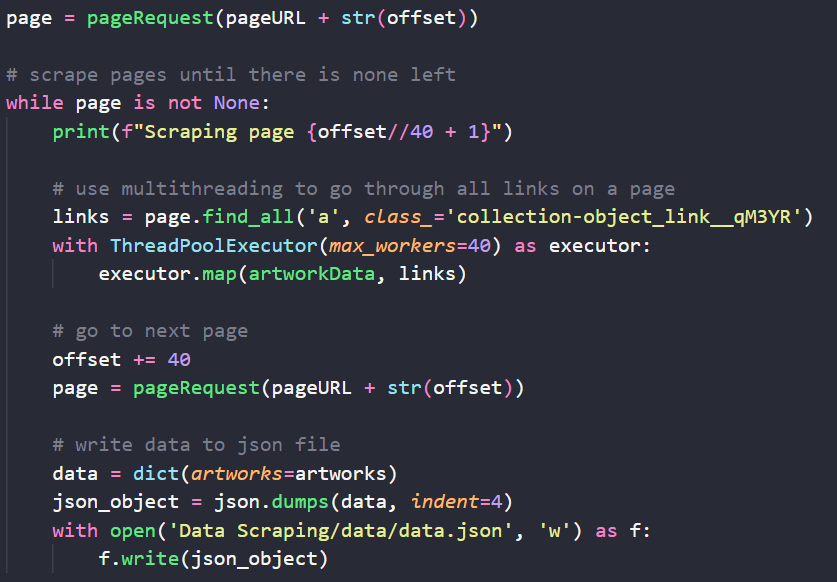 page = pageRequest(pageURL + str(offset))
# scrape pages until there is none left
while page is not None:
    print(f"Scraping page {offset//40 + 1}")
    # use multithreading to go through all links on a page
    links = page.find_all('a', class_='collection-object_link__qM3YR')
    with ThreadPoolExecutor(max_workers=40) as executor:
        executor.map(artworkData, links)
    # go to next page
    offset += 40
    page = pageRequest(pageURL + str(offset))
    # write data to json file
    data = dict(artworks=artworks)
    json_object = json.dumps(data, indent=4)
    with open('Data Scraping/data/data.json', 'w') as f:
        f.write(json_object)